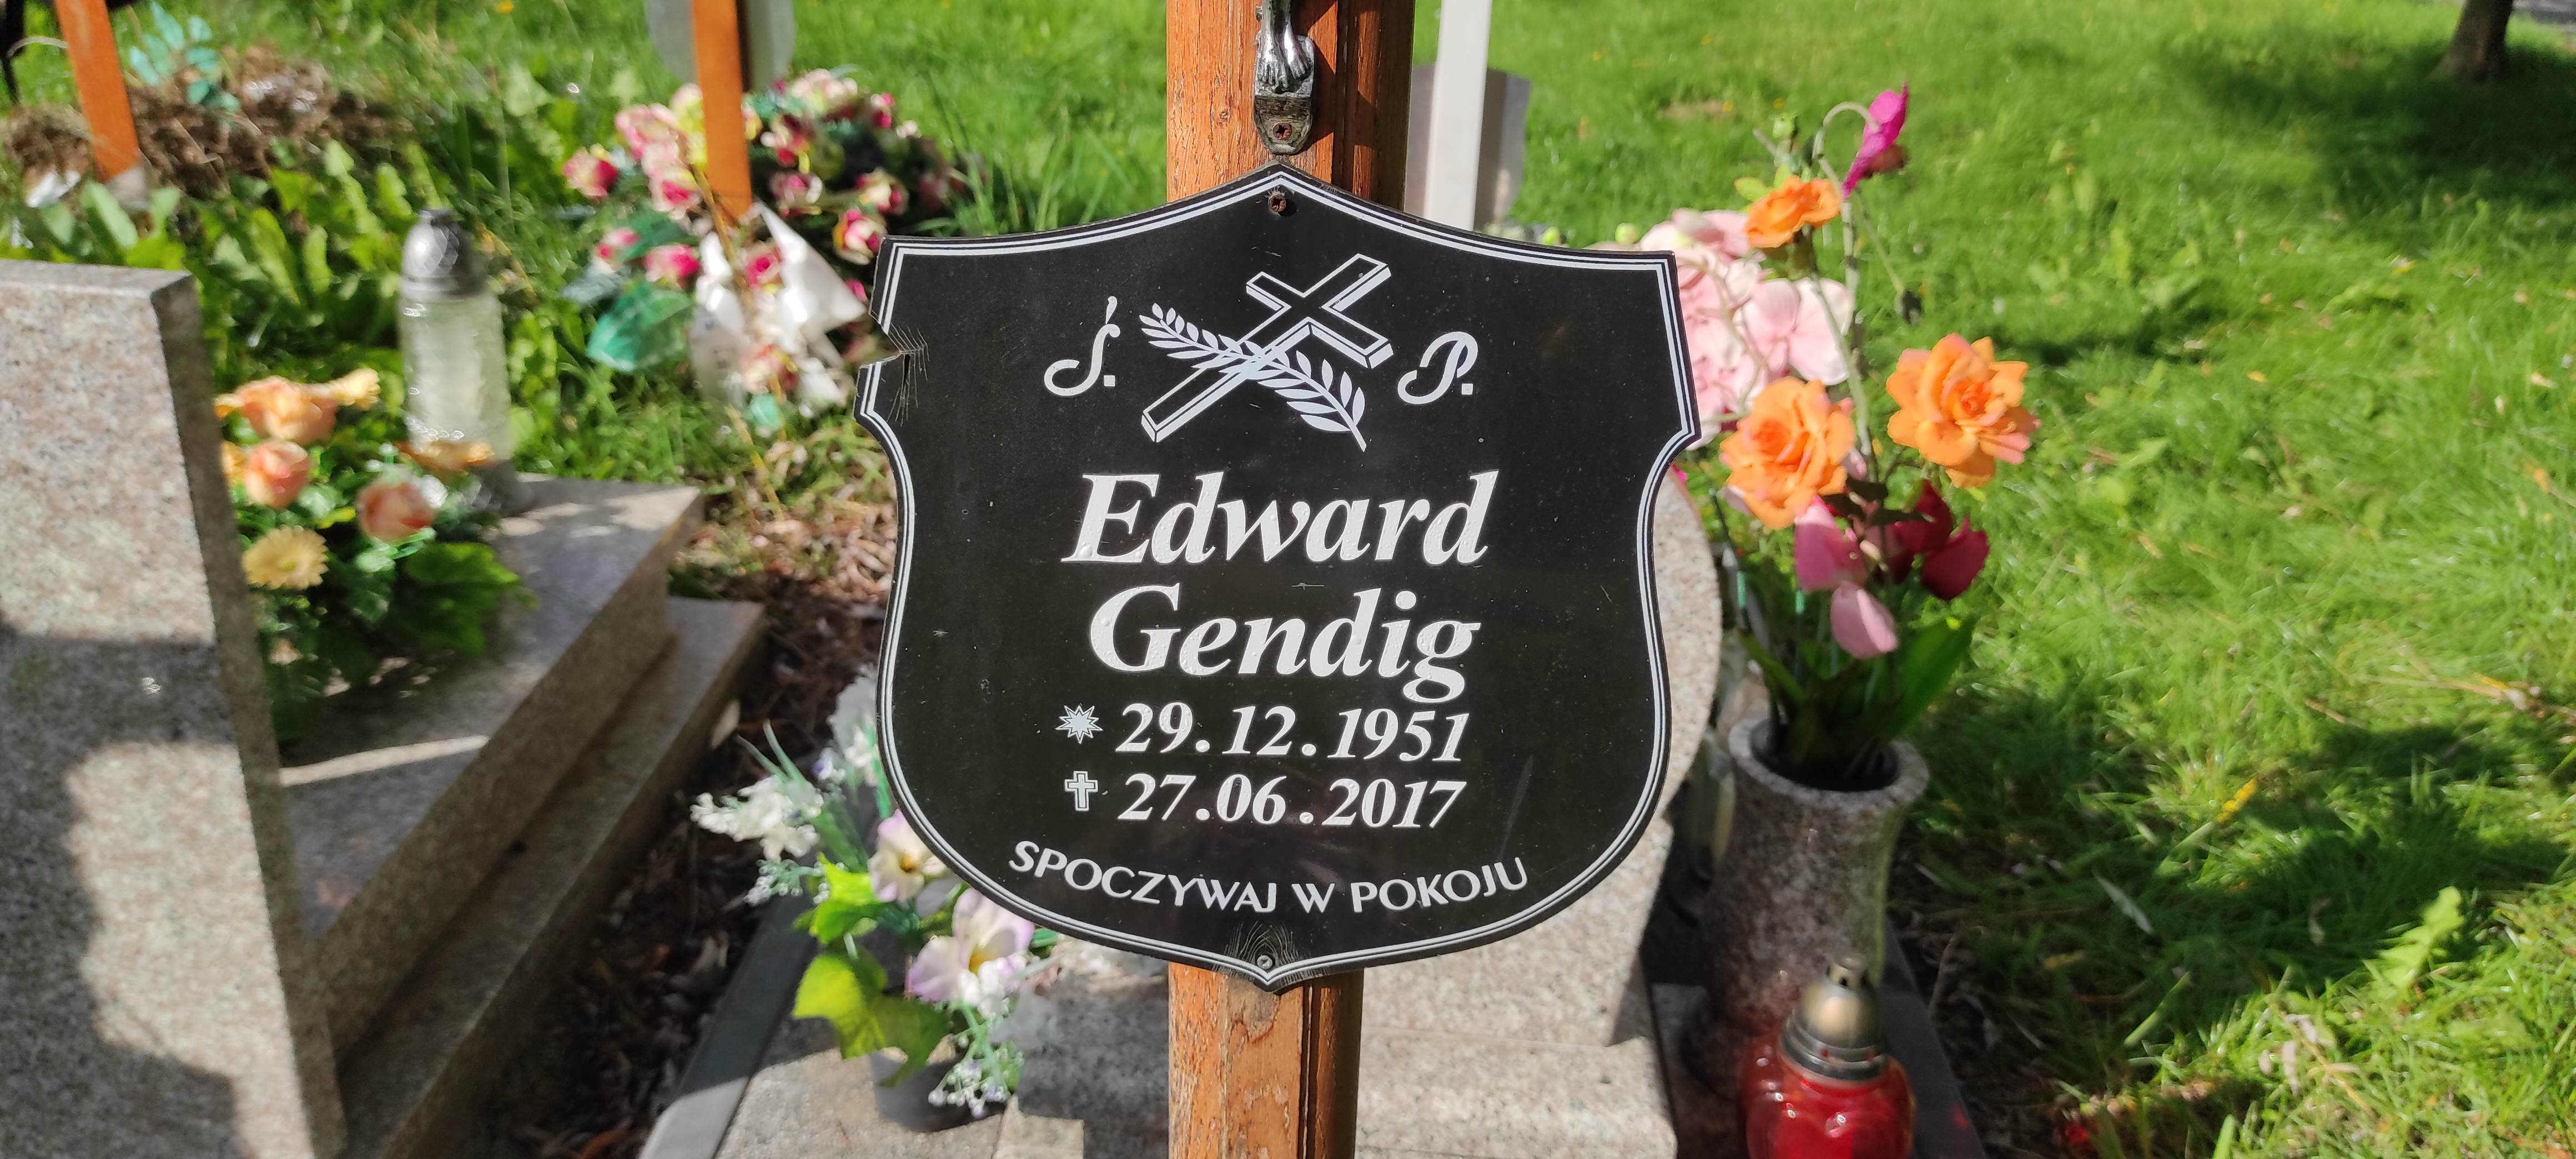 Ś. P.
Edward
Gendig
29.12.1951
27.06.2017
SPOCZYWAJ W POKOJU